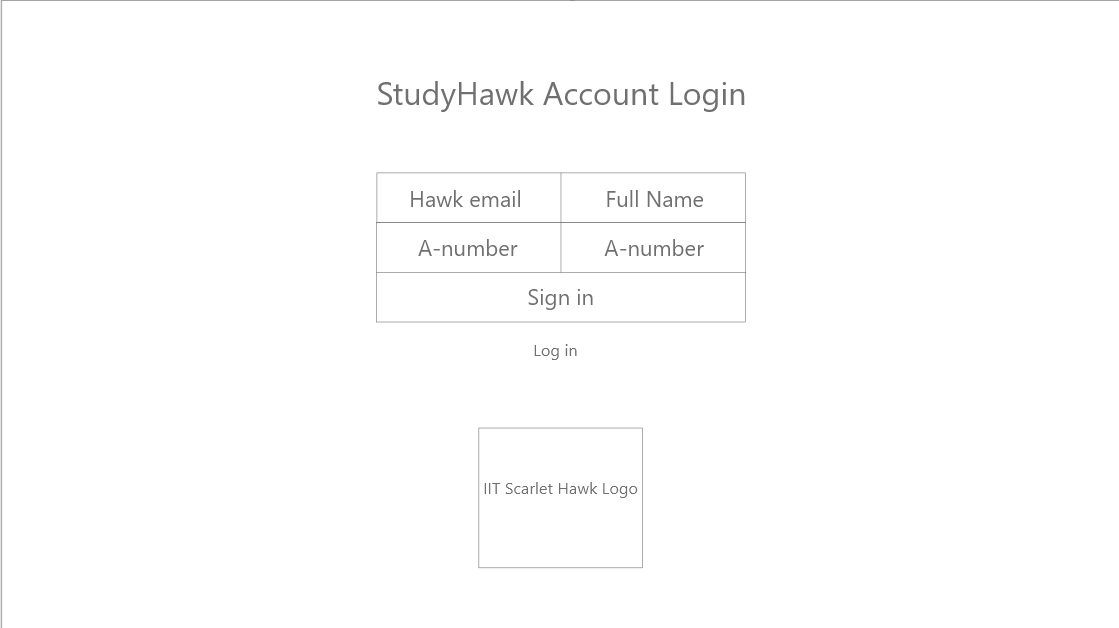 StudyHawk Account Login
Hawk email Full Name
A-number A-number
Sign in
Log in
IIT Scarlet Hawk Logo